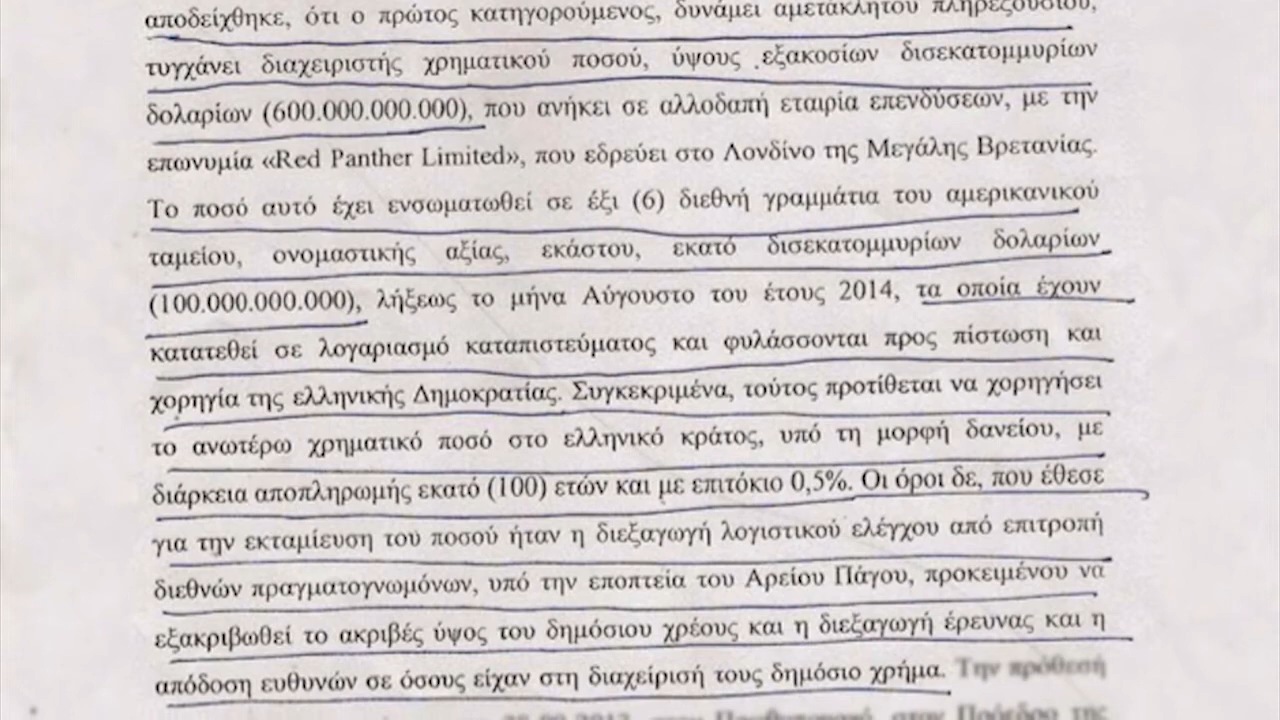 αποδείχθηκε, ότι ο πρώτος κατηγορούμενος, δυνάμει αμετάκλητου πληρεξουσίου,
τυγχάνει διαχειριστής χρηματικού ποσού, ύψους εξακοσίων δισεκατομμυρίων
δολαρίων (600.000.000.000), που ανήκει σε αλλοδαπή εταιρία επενδύσεων, με την
επωνυμία «Red Panther Limited», που εδρεύει στο Λονδίνο της Μεγάλης Βρετανίας.
Το ποσό αυτό έχει ενσωματωθεί σε έξι (6) διεθνή γραμμάτια του αμερικανικού
ταμείου, ονομαστικής αξίας, εκάστου, εκατό δισεκατομμυρίων δολαρίων
(100.000.000.000), λήξεως το μήνα Αύγουστο του έτους 2014, τα οποία έχουν
κατατεθεί σε λογαριασμό καταπιστεύματος και φυλάσσονται προς πίστωση και
χορηγία της ελληνικής Δημοκρατίας. Συγκεκριμένα, τούτος προτίθεται να χορηγήσει
το ανωτέρω χρηματικό ποσό στο ελληνικό κράτος, υπό τη μορφή δανείου, με
διάρκεια αποπληρωμής εκατό (100) ετών και με επιτόκιο 0,5%. Οι όροι δε, που έθεσε
για την εκταμίευση του ποσού ήταν η διεξαγωγή λογιστικού ελέγχου από επιτροπή
διεθνών πραγματογνωμόνων, υπό την εποπτεία του Αρείου Πάγου, προκειμένου να
εξακριβωθεί το ακριβές ύψος του δημόσιου χρέους και η διεξαγωγή έρευνας και η
απόδοση ευθυνών σε όσους είχαν στη διαχείρισή τους δημόσιο χρήμα. Την πρόθεσή